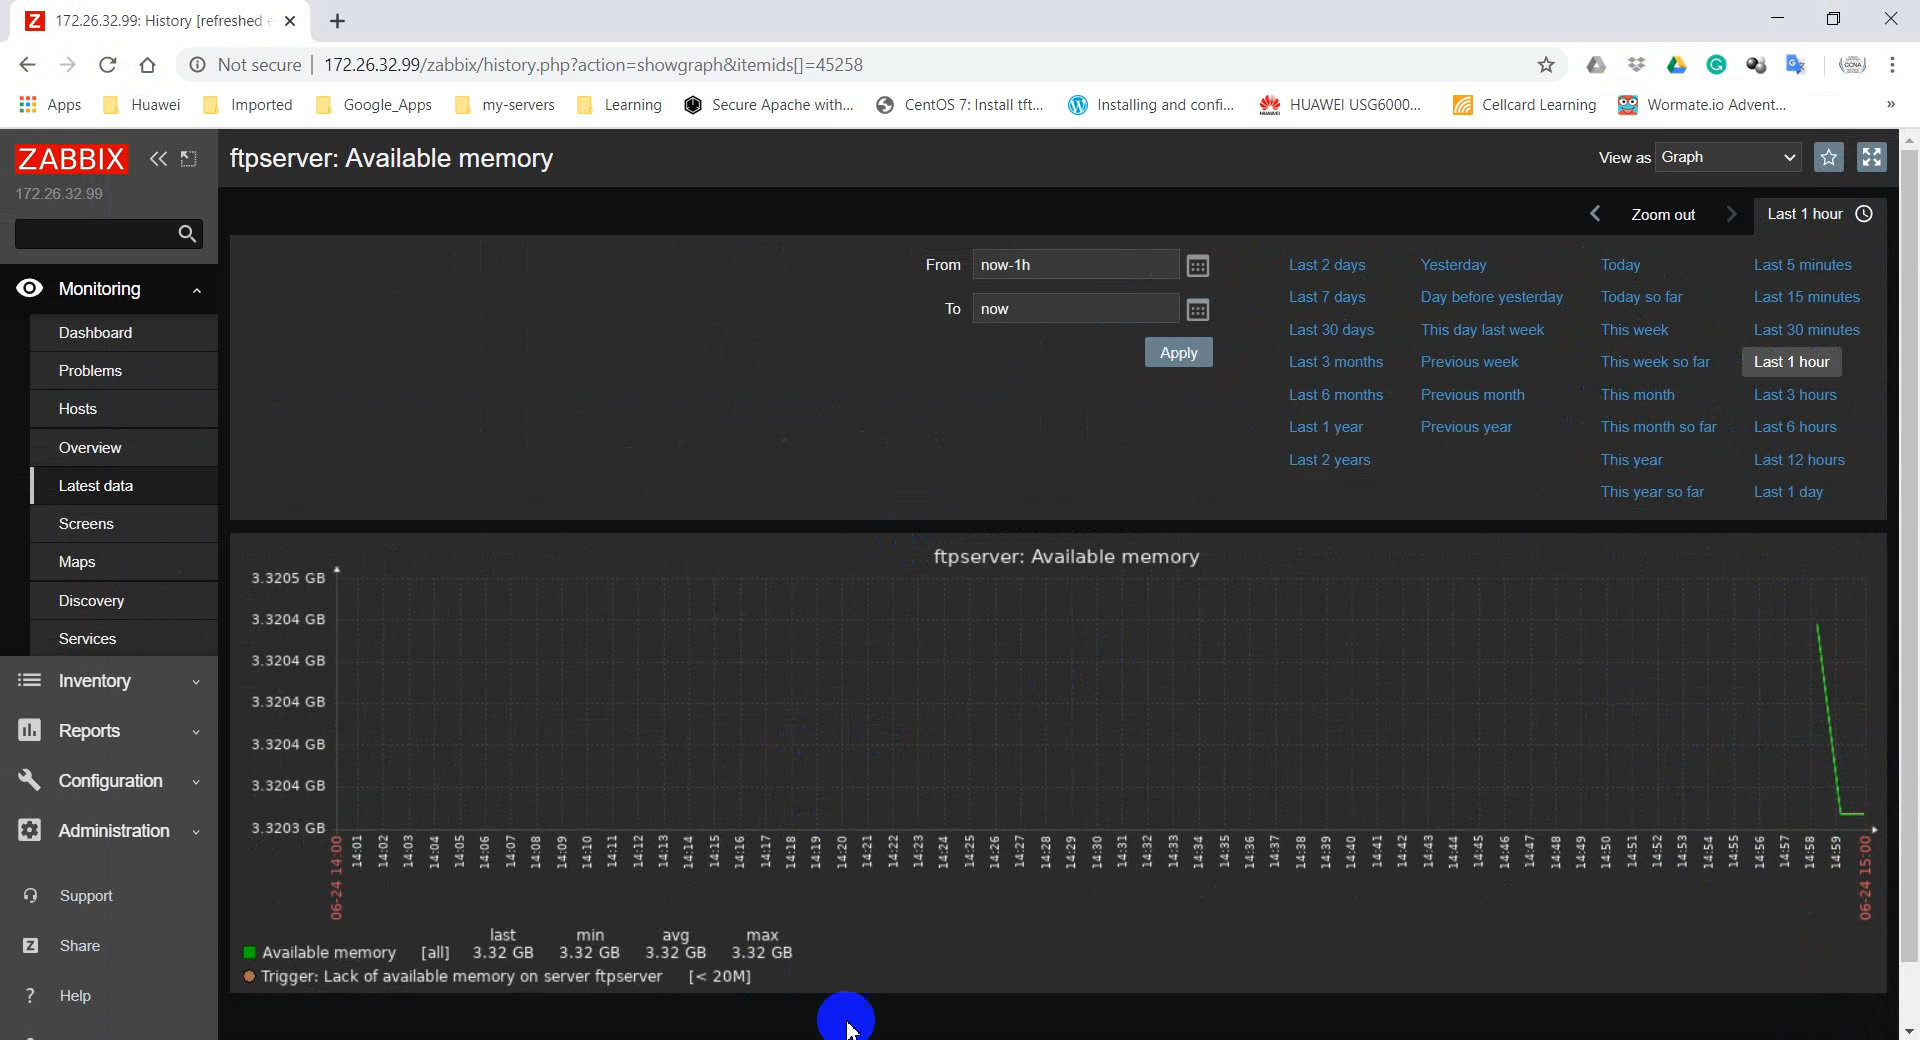 Z 172.26.32.99: History [refreshed
Not secure | 172.26.32.99/zabbix/history.php?action=showgraph&itemids[]=45258
Apps Huawei Imported Google_Apps my-servers Learning Secure Apache with... CentOS 7: Install tft... Installing and confi... HUAWEI USG6000... Cellcard Learning Wormate.io Advent... »
ZABBIX
172.26.32.99
ftpserver: Available memory
View as Graph
Zoom out
Last 1 hour
From now-1h
To now
Apply
Last 2 days Yesterday Today Last 5 minutes
Last 7 days Day before yesterday Today so far Last 15 minutes
Last 30 days This day last week This week Last 30 minutes
Last 3 months Previous week This week so far Last 1 hour
Last 6 months Previous month This month Last 3 hours
Last 1 year Previous year This month so far Last 6 hours
Last 2 years This year Last 12 hours
This year so far Last 1 day
Monitoring
Dashboard
Problems
Hosts
Overview
Latest data
Screens
Maps
Discovery
Services
Inventory
Reports
Configuration
Administration
Support
Z Share
? Help
ftpserver: Available memory
3.3205 GB
3.3204 GB
3.3204 GB
3.3204 GB
3.3204 GB
3.3204 GB
3.3203 GB
06-24 14:00 14:01 14:02 14:03 14:04 14:05 14:06 14:07 14:08 14:09 14:10 14:11 14:12 14:13 14:14 14:15 14:16 14:17 14:18 14:19 14:20 14:21 14:22 14:23 14:24 14:25 14:26 14:27 14:28 14:29 14:30 14:31 14:32 14:33 14:34 14:35 14:36 14:37 14:38 14:39 14:40 14:41 14:42 14:43 14:44 14:45 14:46 14:47 14:48 14:49 14:50 14:51 14:52 14:53 14:54 14:55 14:56 14:57 14:58 14:59 06-24 15:00
last min avg max
Available memory [all] 3.32 GB 3.32 GB 3.32 GB 3.32 GB
Trigger: Lack of available memory on server ftpserver [< 20M]